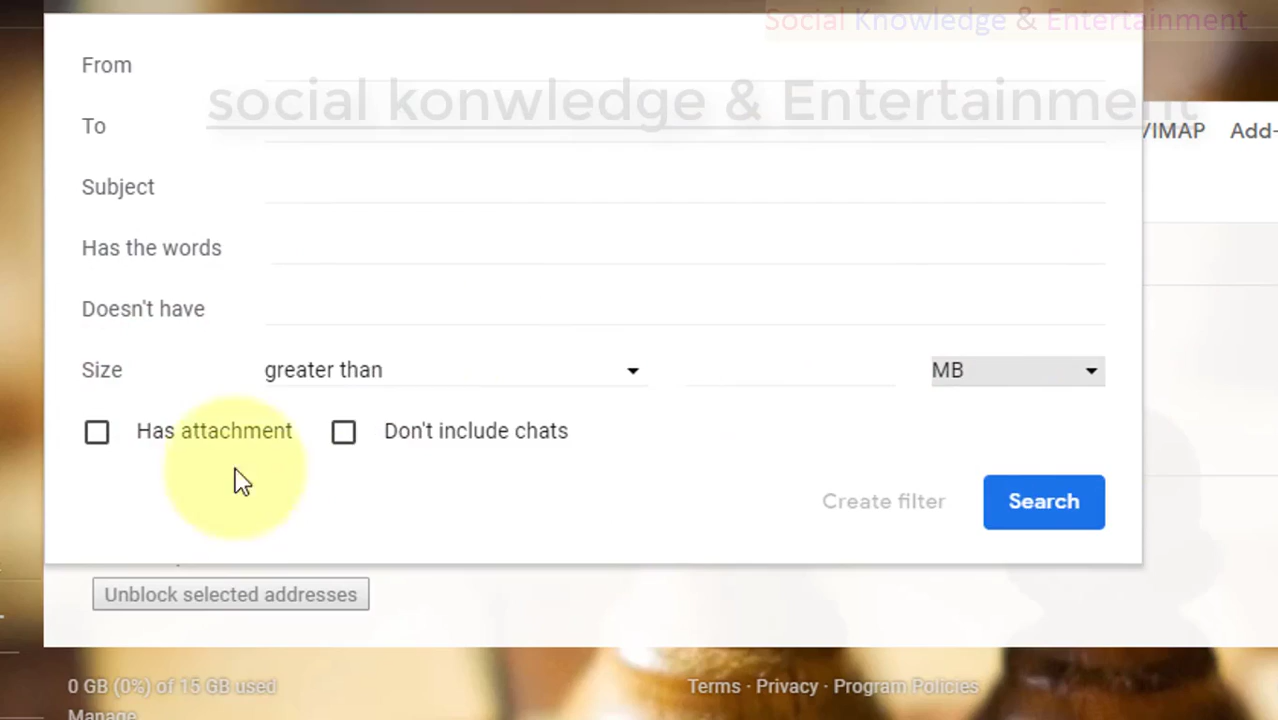 Social Knowledge & Entertainment
From
social konwledge & Entertainment
To
/IMAP Add-
Subject
Has the words
Doesn't have
Size greater than MB
Has attachment Don't include chats
Create filter Search
Unblock selected addresses
0 GB (0%) of 15 GB used
Terms · Privacy · Program Policies
Manage